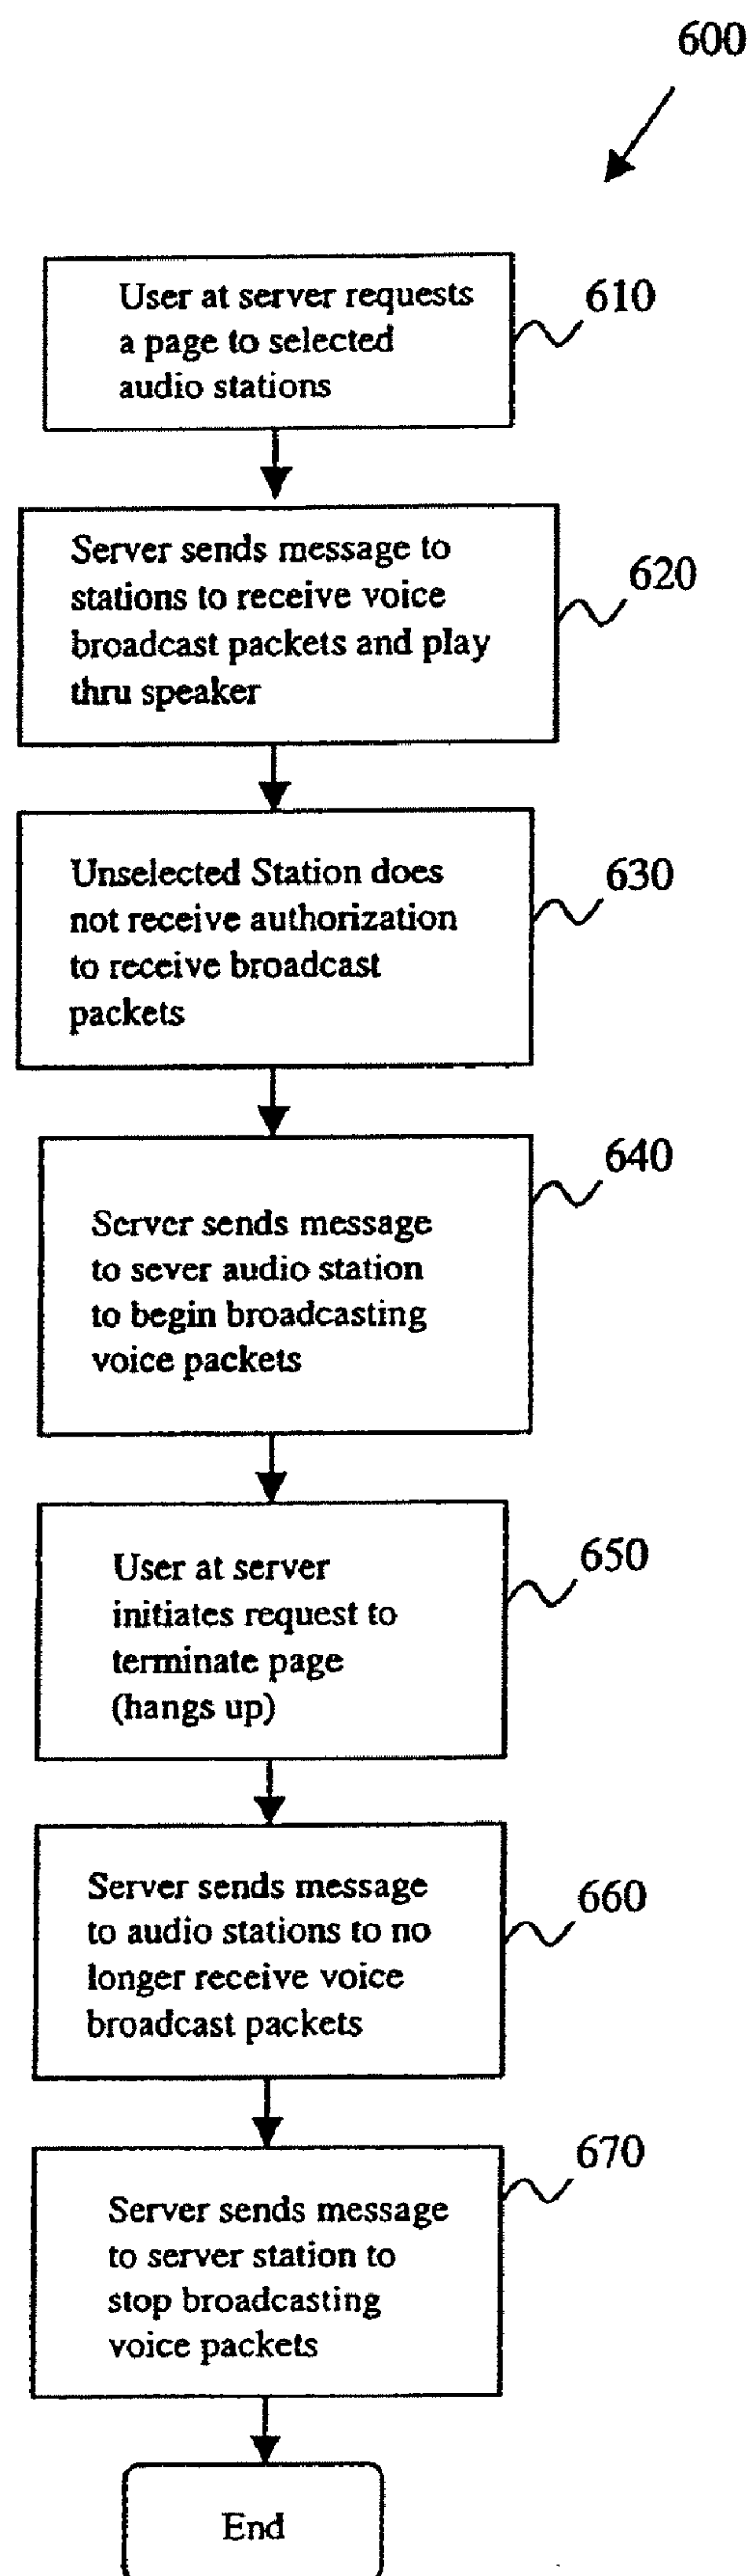 600
User at server requests
a page to selected
audio stations
610
Server sends message to
stations to receive voice
broadcast packets and play
thru speaker
620
Unselected Station does
not receive authorization
to receive broadcast
packets
630
Server sends message
to sever audio station
to begin broadcasting
voice packets
640
User at server
initiates request to
terminate page
(hangs up)
650
Server sends message
to audio stations to no
longer receive voice
broadcast packets
660
Server sends message
to server station to
stop broadcasting
voice packets
670
End